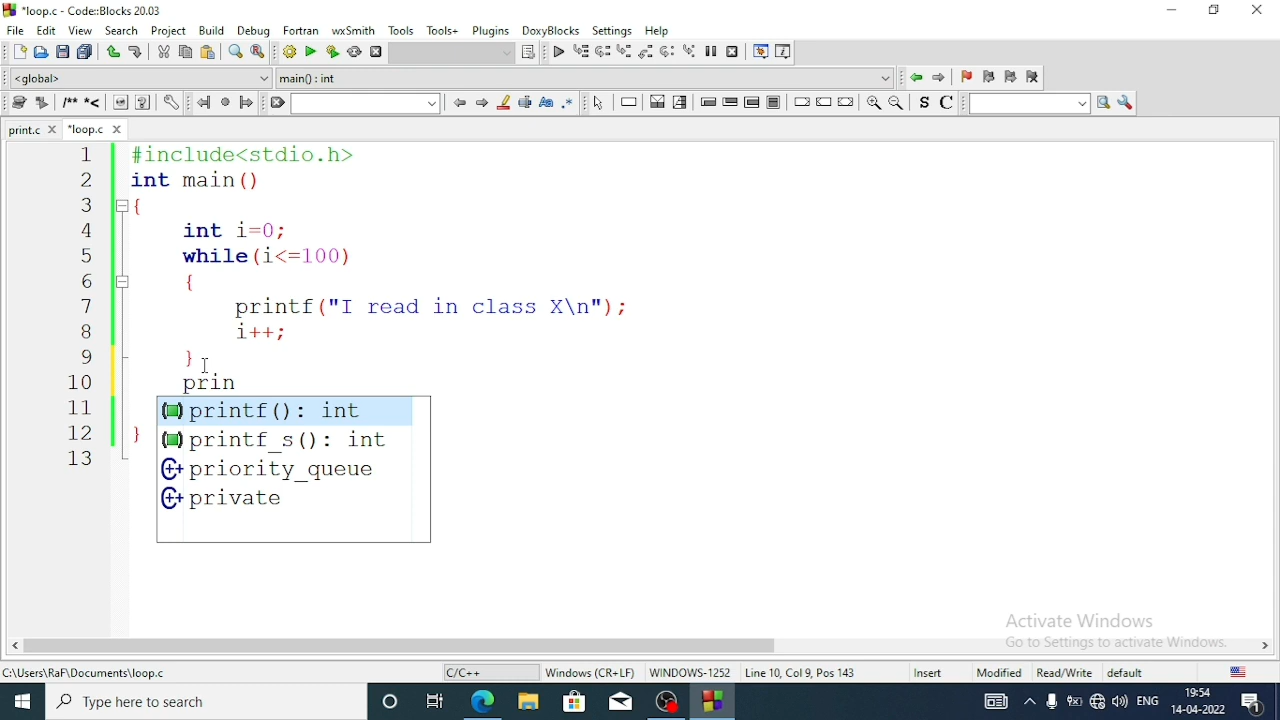 *loop.c - Code::Blocks 20.03
File Edit View Search Project Build Debug Fortran wxSmith Tools Tools+ Plugins DoxyBlocks Settings Help
<global> main() : int
/** *<
Aa .*
S C
print.c *loop.c
1 #include<stdio.h>
2 int main()
3 {
4 int i=0;
5 while(i<=100)
6 {
7 printf("I read in class X\n");
8 i++;
9 }
10 prin
11 printf(): int
12 } printf_s(): int
13 priority_queue
private
Activate Windows
Go to Settings to activate Windows.
C:\Users\RaF\Documents\loop.c C/C++ Windows (CR+LF) WINDOWS-1252 Line 10, Col 9, Pos 143 Insert Modified Read/Write default
Type here to search ENG 19:54
14-04-2022 1